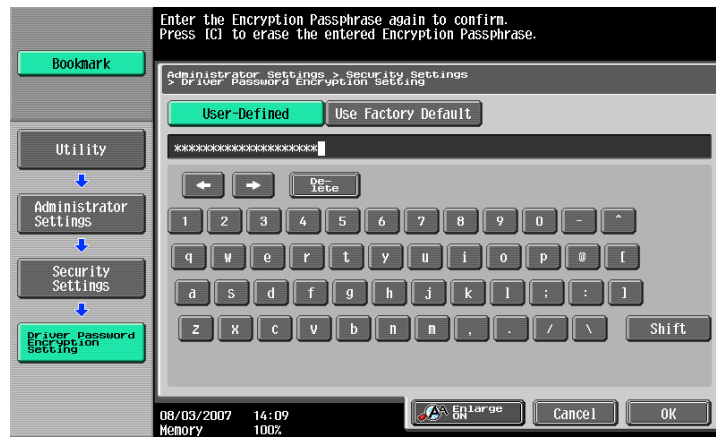 Enter the Encryption Passphrase again to confirm.
Press [C] to erase the entered Encryption Passphrase.
Bookmark
Administrator Settings > Security Settings
> Driver Password Encryption Setting
User-Defined Use Factory Default
Utility
********************
De-
lete
Administrator
Settings
1 2 3 4 5 6 7 8 9 0 - ^
q w e r t y u i o p @ [
Security
Settings
a s d f g h j k l ; : ]
Driver Password
Encryption
Setting
z x c v b n m , . / \ Shift
08/03/2007 14:09
Memory 100%
Enlarge
ON
Cancel OK